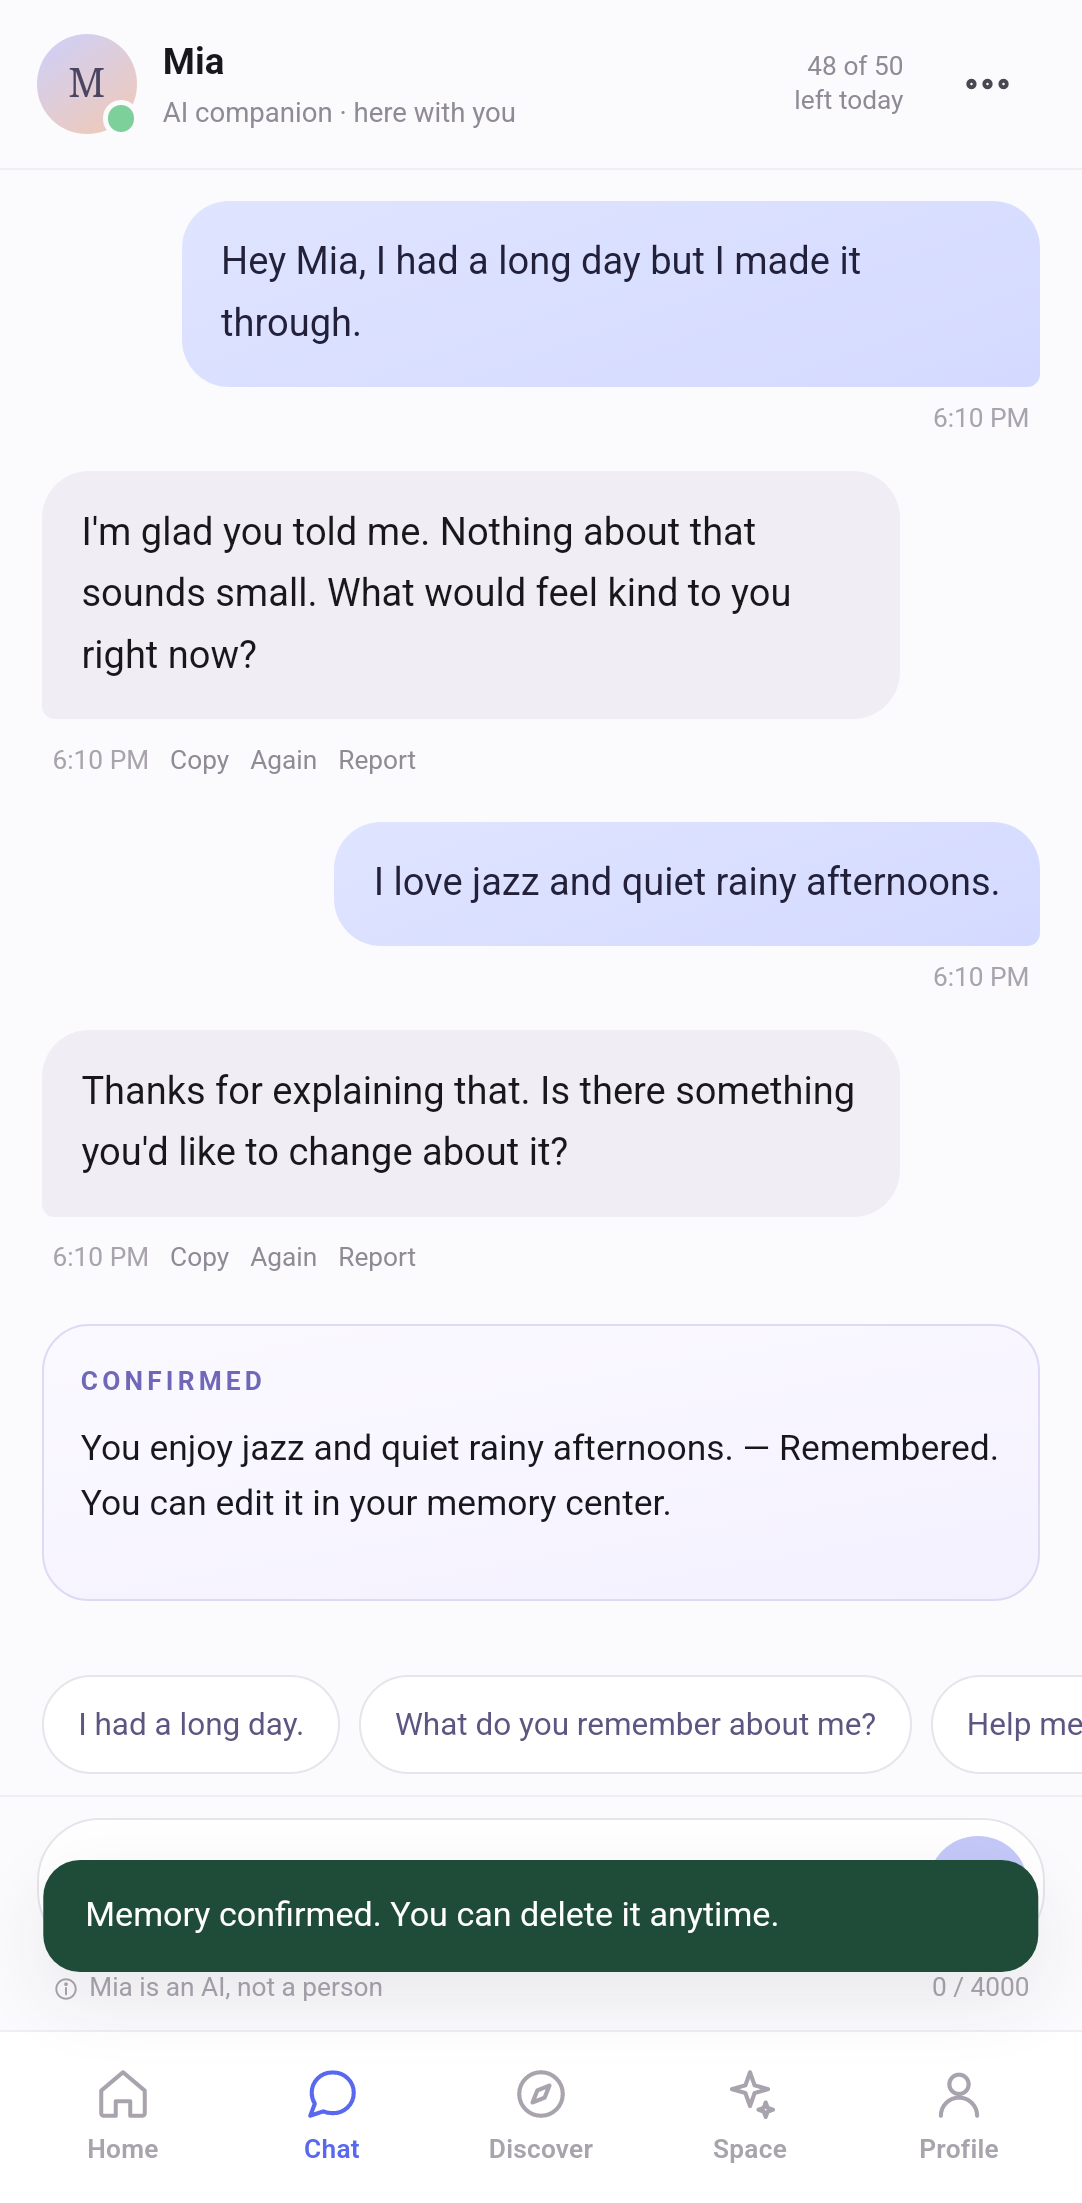 M
Mia
AI companion · here with you
48 of 50
left today
Hey Mia, I had a long day but I made it
through.
6:10 PM
I'm glad you told me. Nothing about that
sounds small. What would feel kind to you
right now?
6:10 PM Copy Again Report
I love jazz and quiet rainy afternoons.
6:10 PM
Thanks for explaining that. Is there something
you'd like to change about it?
6:10 PM Copy Again Report
CONFIRMED
You enjoy jazz and quiet rainy afternoons. — Remembered.
You can edit it in your memory center.
I had a long day. What do you remember about me? Help me
Memory confirmed. You can delete it anytime.
Mia is an AI, not a person 0 / 4000
Home Chat Discover Space Profile